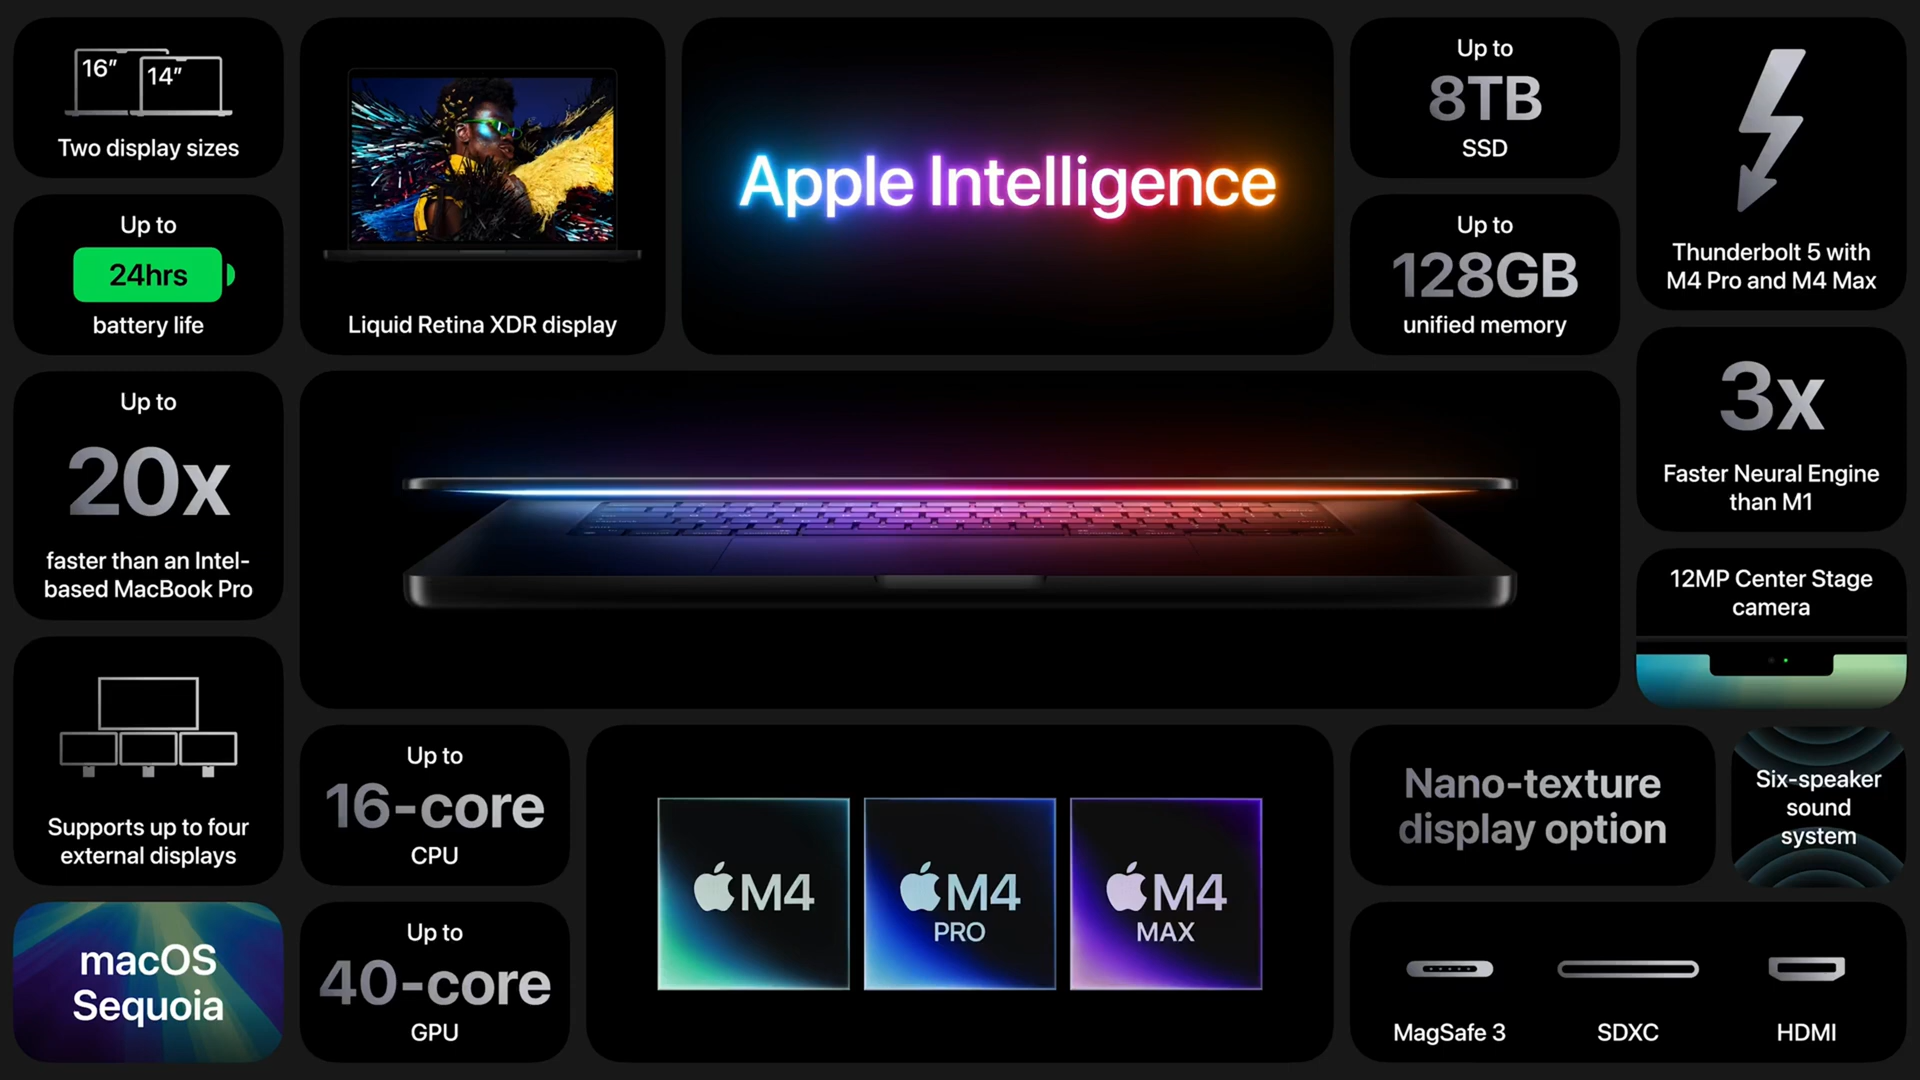 16”
14”
Two display sizes
Up to
24hrs
battery life
Up to
20x
faster than an Intel-
based MacBook Pro
Supports up to four
external displays
macOS
Sequoia
Liquid Retina XDR display
Apple Intelligence
Up to
8TB
SSD
Up to
128GB
unified memory
Thunderbolt 5 with
M4 Pro and M4 Max
3x
Faster Neural Engine
than M1
12MP Center Stage
camera
Up to
16-core
CPU
Up to
40-core
GPU
M4
M4
PRO
M4
MAX
Nano-texture
display option
Six-speaker
sound
system
MagSafe 3
SDXC
HDMI